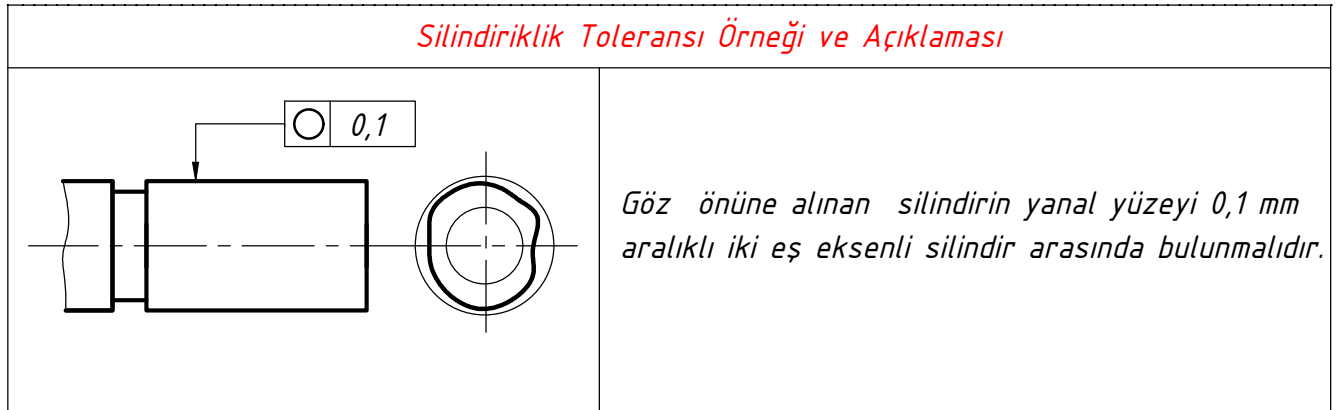 Silindiriklik Toleransı Örneği ve Açıklaması
0,1
Göz önüne alınan silindirin yanal yüzeyi 0,1 mm
aralıklı iki eş eksenli silindir arasında bulunmalıdır.